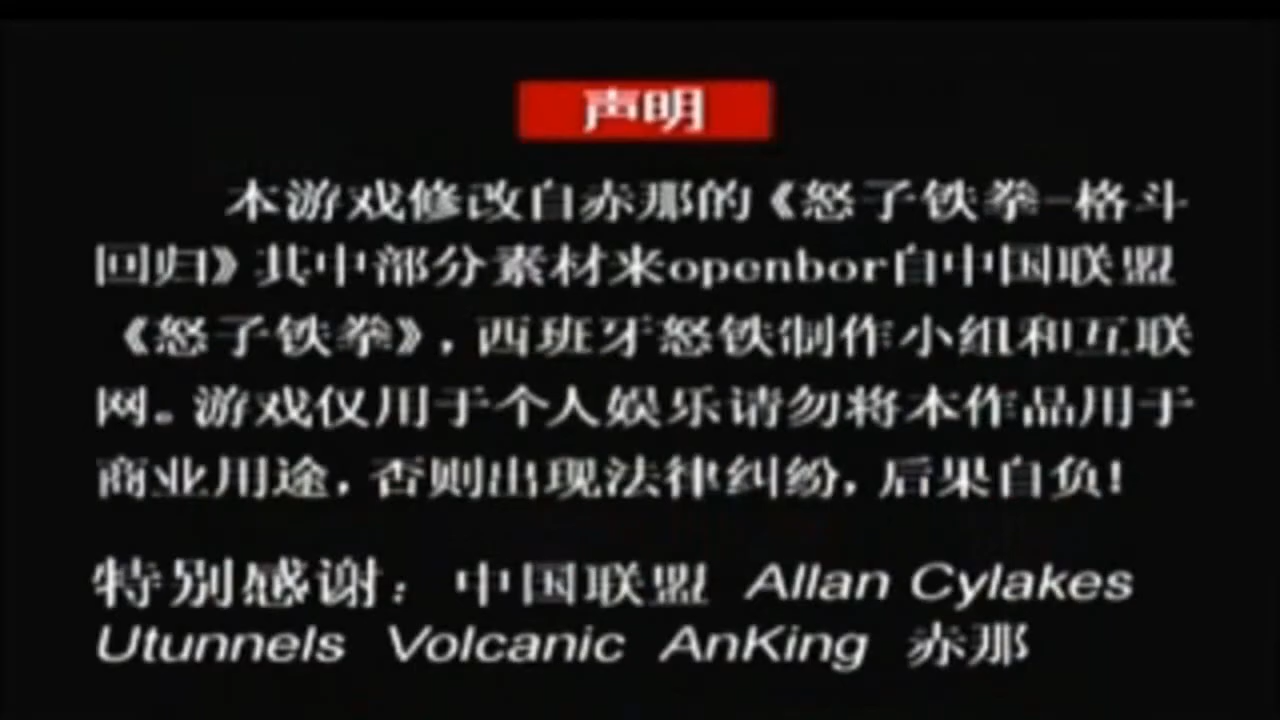 声明
本游戏修改自赤那的《怒子铁拳-格斗
回归》其中部分素材来openbor自中国联盟
《怒子铁拳》，西班牙怒铁制作小组和互联
网。游戏仅用于个人娱乐请勿将本作品用于
商业用途，否则出现法律纠纷，后果自负！
特别感谢：中国联盟 Allan Cylakes
Utunnels Volcanic AnKing 赤那